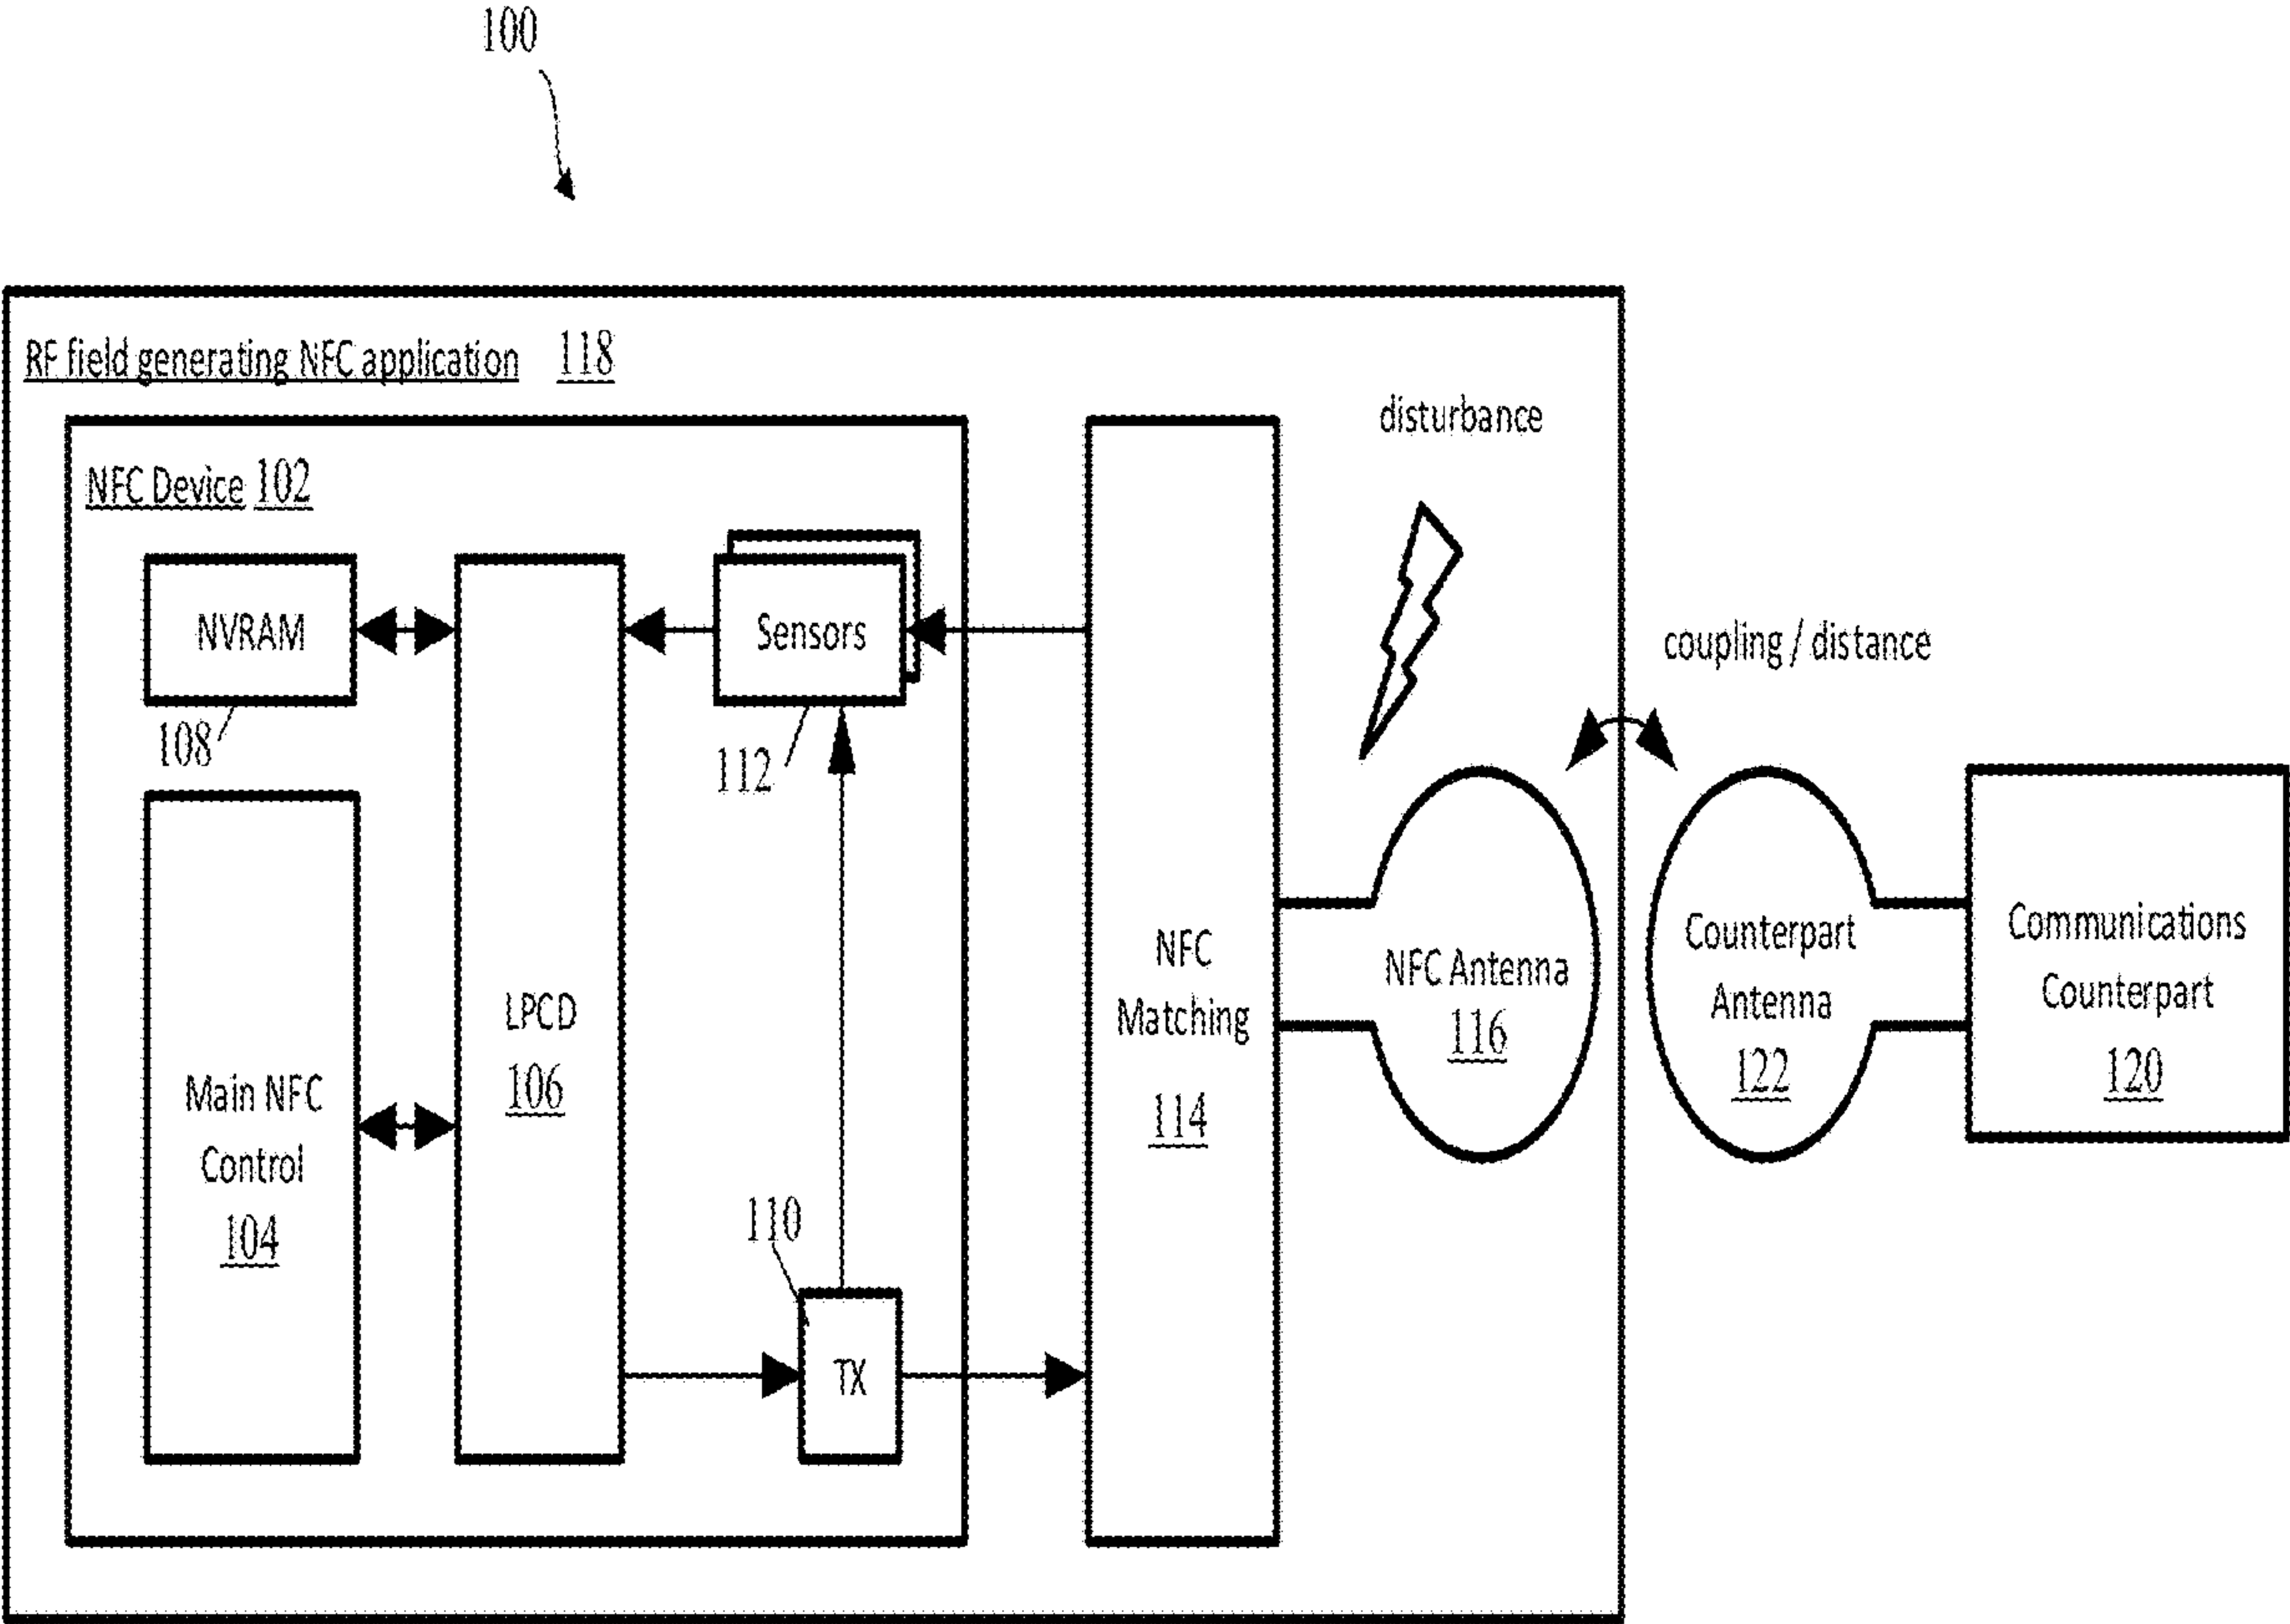 100
RF field generating NFC application 118
disturbance
NFC Device 102
NVRAM
Sensors
coupling / distance
108
112
NFC
Matching
114
NFC Antenna
116
Counterpart
Antenna
122
Communications
Counterpart
120
LPCD
106
Main NFC
Control
104
110
TX